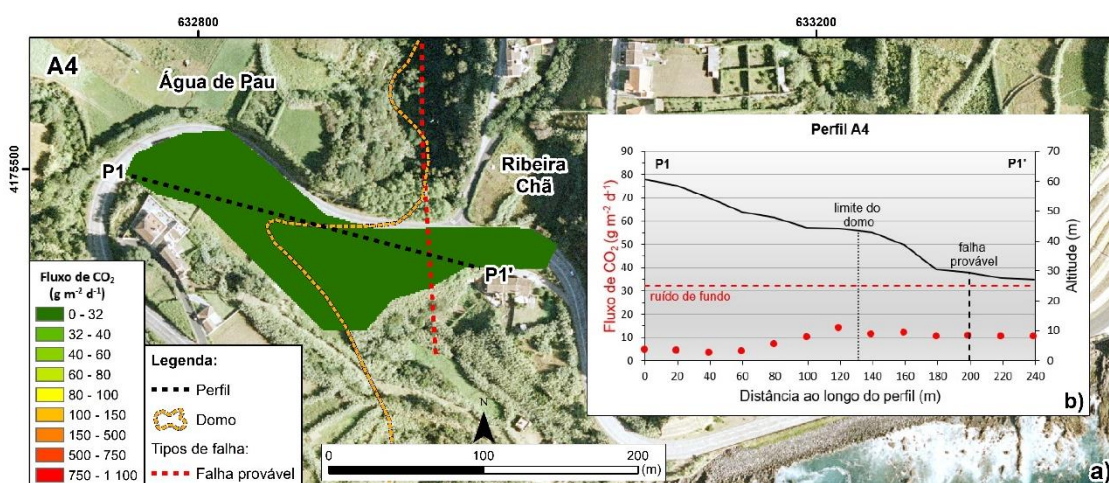 632800
633200
A4
Água de Pau
4175500
P1
Ribeira
Chã
P1'
Fluxo de CO₂
(g m⁻² d⁻¹)
0 - 32
32 - 40
40 - 60
60 - 80
80 - 100
100 - 150
150 - 500
500 - 750
750 - 1 100
Legenda:
Perfil
Domo
Tipos de falha:
Falha provável
N
0
100
200
(m)
Perfil A4
P1
P1'
Fluxo de CO₂ (g m⁻² d⁻¹)
90
80
70
60
50
40
30
20
10
0
limite do
domo
falha
provável
ruído de fundo
70
60
50
40
30
20
10
0
Altitude (m)
0 20 40 60 80 100 120 140 160 180 200 220 240
Distância ao longo do perfil (m)
b)
a)